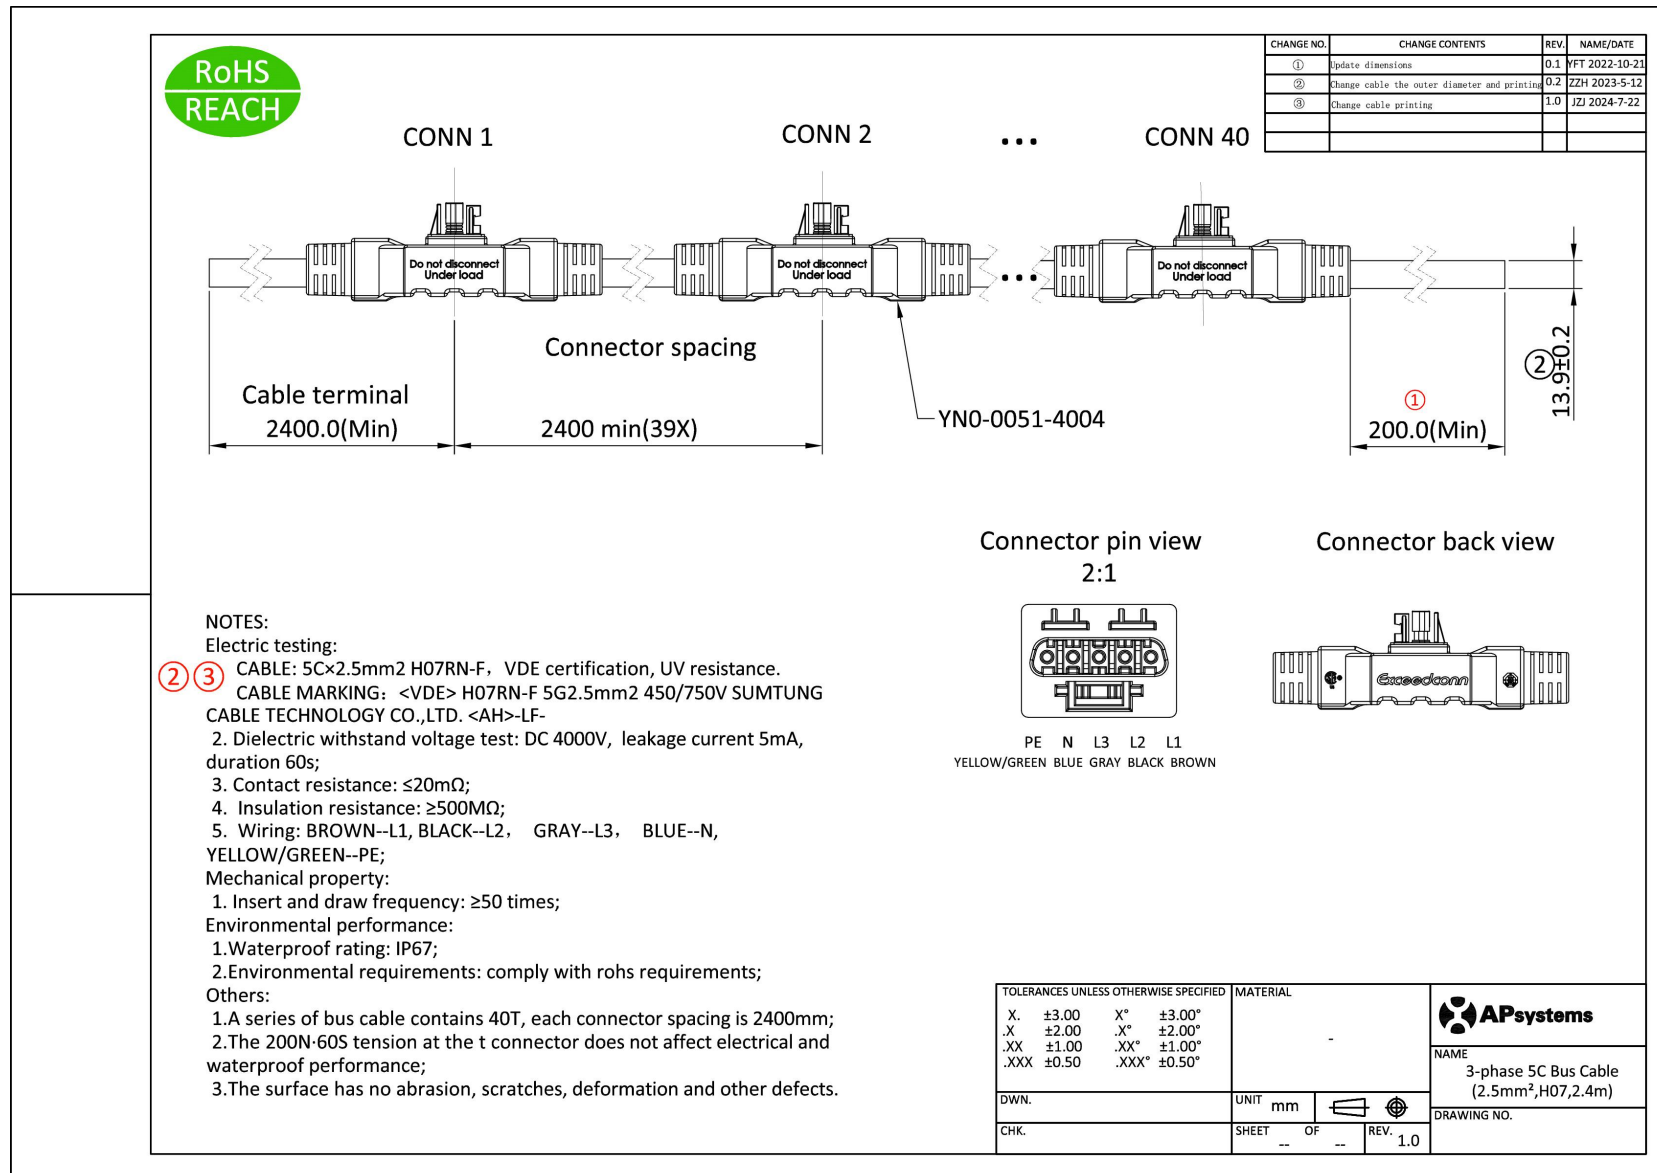 RoHS
REACH
CHANGE NO. CHANGE CONTENTS REV. NAME/DATE
① Update dimensions 0.1 YFT 2022-10-21
② Change cable the outer diameter and printing 0.2 ZZH 2023-5-12
③ Change cable printing 1.0 JZJ 2024-7-22
CONN 1 CONN 2 ... CONN 40
Do not disconnect
Under load
Do not disconnect
Under load
...
Do not disconnect
Under load
Connector spacing
Cable terminal
2400.0(Min)
2400 min(39X)
YN0-0051-4004
①
200.0(Min)
② 13.9±0.2
Connector pin view
2:1
Connector back view
Exceedconn
PE N L3 L2 L1
YELLOW/GREEN BLUE GRAY BLACK BROWN
NOTES:
Electric testing:
② ③ CABLE: 5C×2.5mm2 H07RN-F，VDE certification, UV resistance.
CABLE MARKING：<VDE> H07RN-F 5G2.5mm2 450/750V SUMTUNG
CABLE TECHNOLOGY CO.,LTD. <AH>-LF-
2. Dielectric withstand voltage test: DC 4000V, leakage current 5mA,
duration 60s;
3. Contact resistance: ≤20mΩ;
4. Insulation resistance: ≥500MΩ;
5. Wiring: BROWN--L1, BLACK--L2， GRAY--L3， BLUE--N,
YELLOW/GREEN--PE;
Mechanical property:
1. Insert and draw frequency: ≥50 times;
Environmental performance:
1.Waterproof rating: IP67;
2.Environmental requirements: comply with rohs requirements;
Others:
1.A series of bus cable contains 40T, each connector spacing is 2400mm;
2.The 200N·60S tension at the t connector does not affect electrical and
waterproof performance;
3.The surface has no abrasion, scratches, deformation and other defects.
TOLERANCES UNLESS OTHERWISE SPECIFIED
X. ±3.00 X° ±3.00°
.X ±2.00 .X° ±2.00°
.XX ±1.00 .XX° ±1.00°
.XXX ±0.50 .XXX° ±0.50°
MATERIAL
-
APsystems
NAME
3-phase 5C Bus Cable
(2.5mm²,H07,2.4m)
DWN.
UNIT mm
DRAWING NO.
CHK.
SHEET -- OF --
REV. 1.0